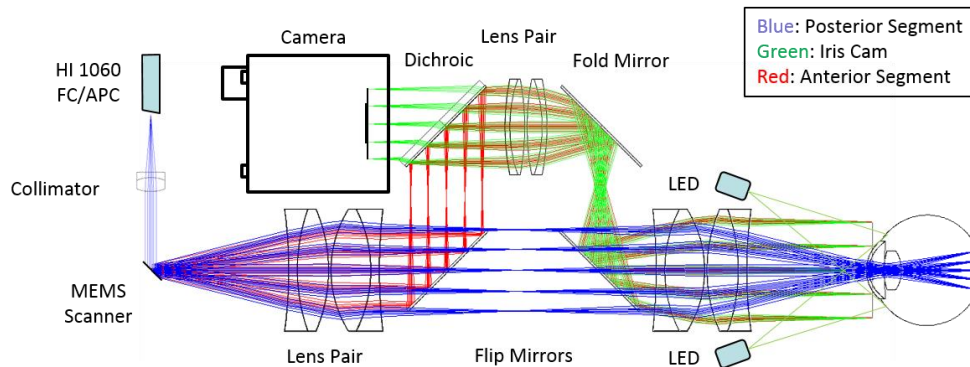 Camera
Lens Pair
Dichroic
Fold Mirror
HI 1060
FC/APC
Blue: Posterior Segment
Green: Iris Cam
Red: Anterior Segment
Collimator
LED
MEMS
Scanner
Lens Pair
Flip Mirrors
LED